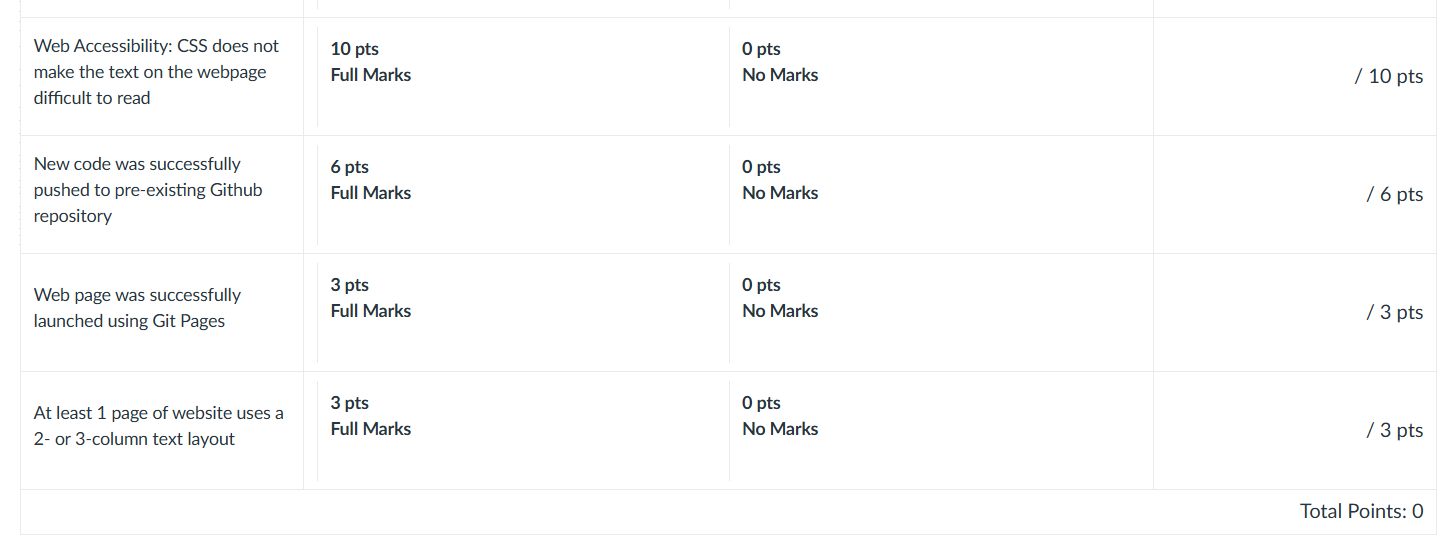 Web Accessibility: CSS does not
make the text on the webpage
difficult to read
10 pts
Full Marks
0 pts
No Marks
/ 10 pts
New code was successfully
pushed to pre-existing Github
repository
6 pts
Full Marks
0 pts
No Marks
/ 6 pts
Web page was successfully
launched using Git Pages
3 pts
Full Marks
0 pts
No Marks
/ 3 pts
At least 1 page of website uses a
2- or 3-column text layout
3 pts
Full Marks
0 pts
No Marks
/ 3 pts
Total Points: 0